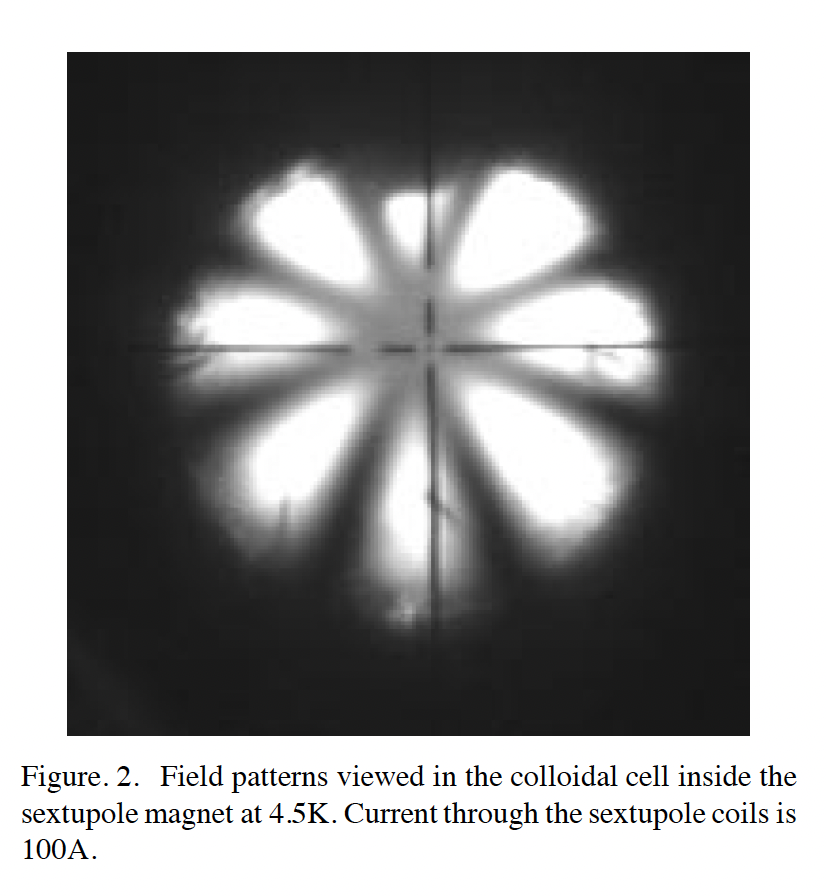 Figure. 2. Field patterns viewed in the colloidal cell inside the
sextupole magnet at 4.5K. Current through the sextupole coils is
100A.